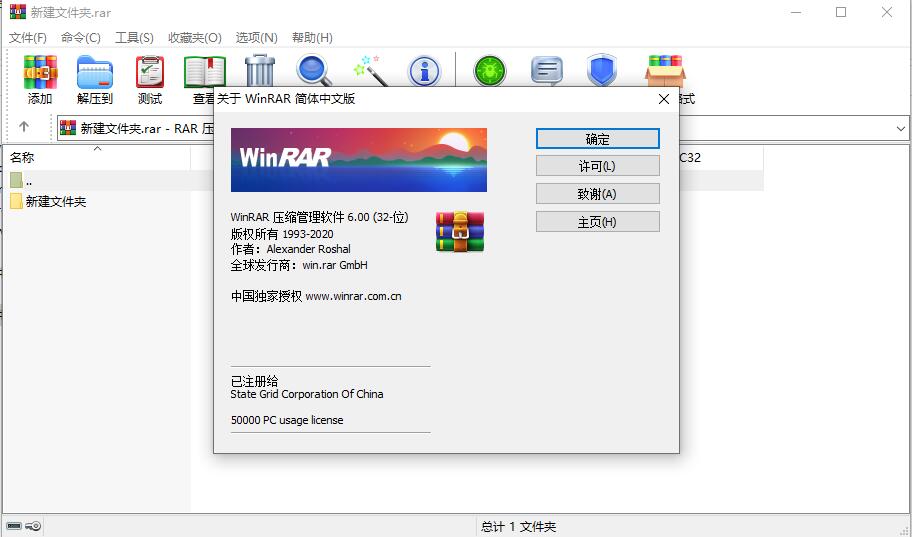 新建文件夹.rar
文件(F) 命令(C) 工具(S) 收藏夹(O) 选项(N) 帮助(H)
添加 解压到 测试 查看
新建文件夹.rar - RAR
名称
..
新建文件夹
关于 WinRAR 简体中文版
WinRAR
WinRAR 压缩管理软件 6.00 (32-位)
版权所有 1993-2020
作者：Alexander Roshal
全球发行商：win.rar GmbH
中国独家授权 www.winrar.com.cn
已注册给
State Grid Corporation Of China
50000 PC usage license
确定
许可(L)
致谢(A)
主页(H)
式
C32
总计 1 文件夹